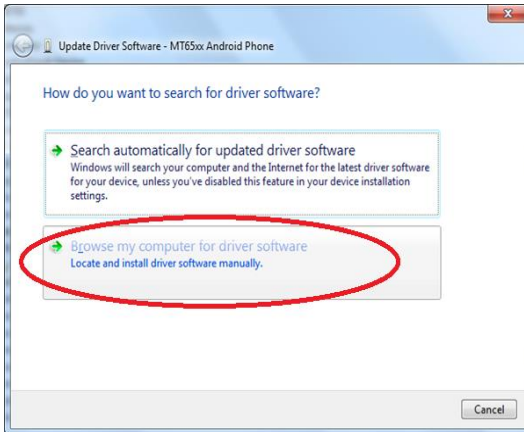 Update Driver Software - MT65xx Android Phone
How do you want to search for driver software?
Search automatically for updated driver software
Windows will search your computer and the Internet for the latest driver software
for your device, unless you've disabled this feature in your device installation
settings.
Browse my computer for driver software
Locate and install driver software manually.
Cancel